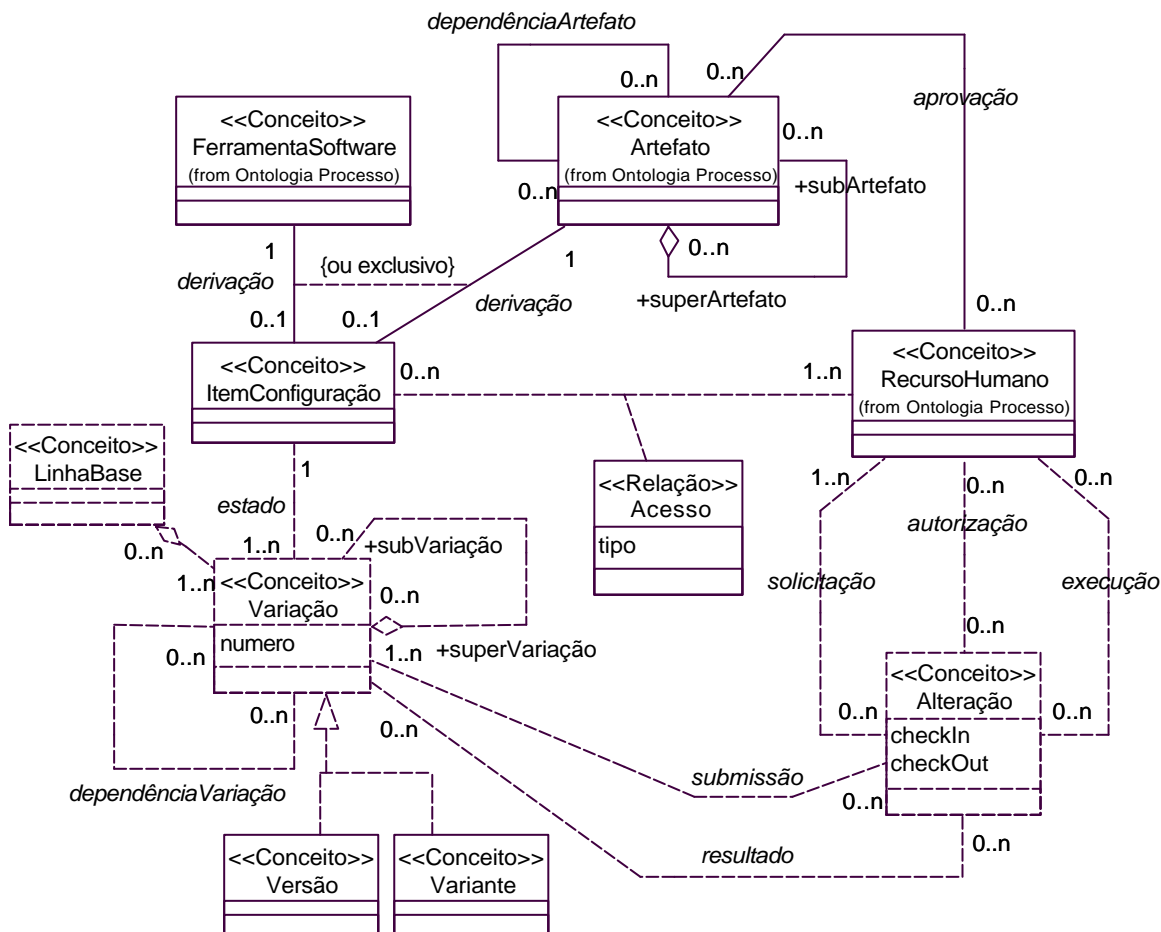 dependênciaArtefato
0..n
0..n
aprovação
<<Conceito>>
FerramentaSoftware
(from Ontologia Processo)
<<Conceito>>
Artefato
(from Ontologia Processo)
0..n
+subArtefato
0..n
0..n
+superArtefato
1
{ou exclusivo}
1
derivação
derivação
0..1
0..1
0..n
<<Conceito>>
ItemConfiguração
0..n
1..n
<<Conceito>>
RecursoHumano
(from Ontologia Processo)
<<Conceito>>
LinhaBase
1
<<Relação>>
Acesso
tipo
1..n
0..n
0..n
estado
autorização
0..n
0..n
+subVariação
1..n
1..n
<<Conceito>>
Variação
numero
0..n
solicitação
execução
0..n
0..n
1..n
+superVariação
0..n
<<Conceito>>
Alteração
checkIn
checkOut
0..n
0..n
0..n
0..n
submissão
0..n
dependênciaVariação
resultado
0..n
<<Conceito>>
Versão
<<Conceito>>
Variante